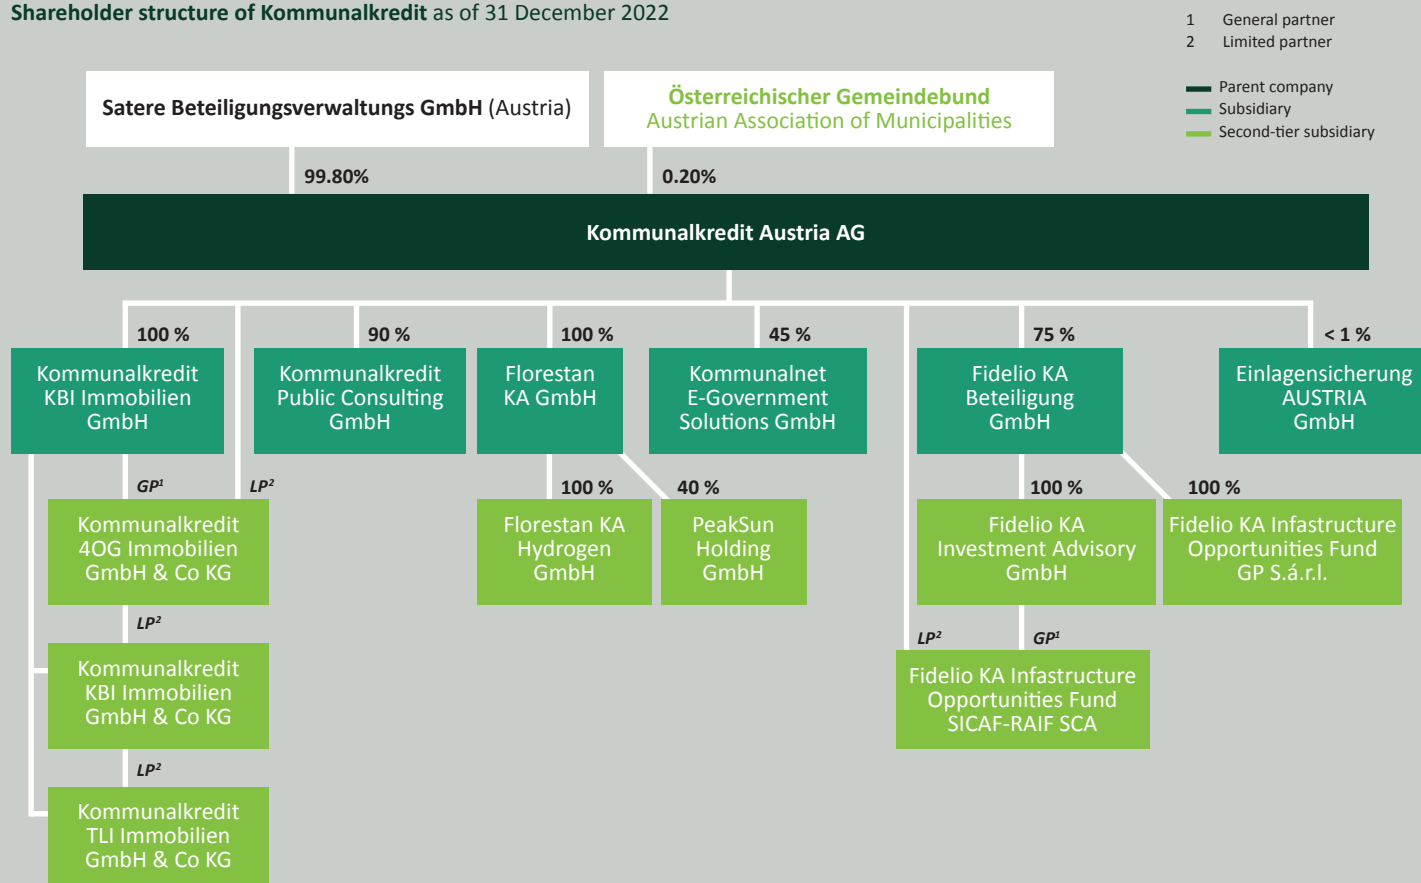 Shareholder structure of Kommunalkredit as of 31 December 2022
1 General partner
2 Limited partner
Parent company
Subsidiary
Second-tier subsidiary
Satere Beteiligungsverwaltungs GmbH (Austria)
Österreichischer Gemeindebund
Austrian Association of Municipalities
99.80%
0.20%
Kommunalkredit Austria AG
100 %
90 %
100 %
45 %
75 %
< 1 %
Kommunalkredit
KBI Immobilien
GmbH
Kommunalkredit
Public Consulting
GmbH
Florestan
KA GmbH
Kommunalnet
E-Government
Solutions GmbH
Fidelio KA
Beteiligung
GmbH
Einlagensicherung
AUSTRIA
GmbH
GP¹
LP²
100 %
40 %
100 %
100 %
Kommunalkredit
4OG Immobilien
GmbH & Co KG
Florestan KA
Hydrogen
GmbH
PeakSun
Holding
GmbH
Fidelio KA
Investment Advisory
GmbH
Fidelio KA Infastructure
Opportunities Fund
GP S.á.r.l.
LP²
LP²
GP¹
Kommunalkredit
KBI Immobilien
GmbH & Co KG
Fidelio KA Infastructure
Opportunities Fund
SICAF-RAIF SCA
LP²
Kommunalkredit
TLI Immobilien
GmbH & Co KG